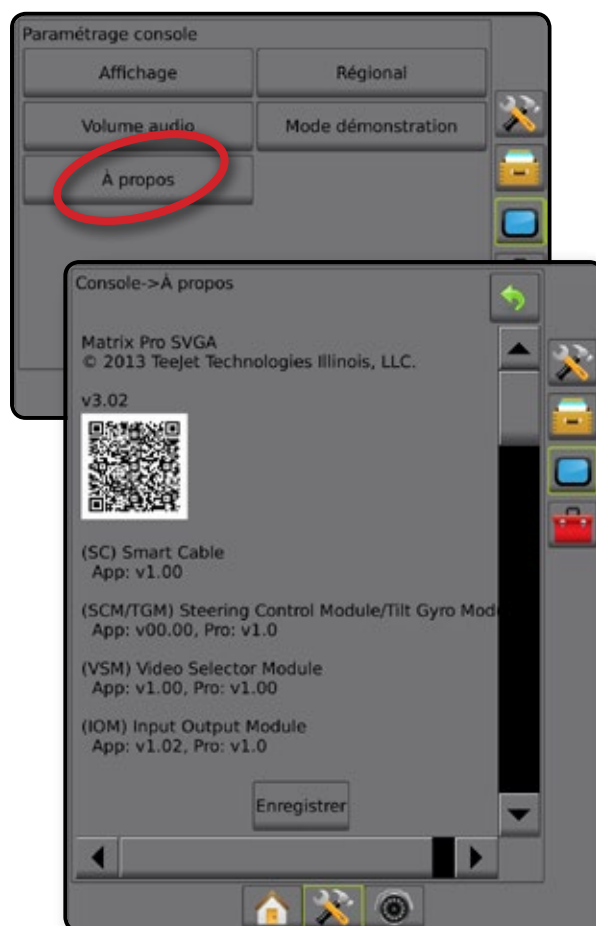 Paramétrage console
Affichage
Régional
Volume audio
Mode démonstration
À propos
Console->À propos
Matrix Pro SVGA
© 2013 TeeJet Technologies Illinois, LLC.
v3.02
(SC) Smart Cable
App: v1.00
(SCM/TGM) Steering Control Module/Tilt Gyro Mod
App: v00.00, Pro: v1.0
(VSM) Video Selector Module
App: v1.00, Pro: v1.00
(IOM) Input Output Module
App: v1.02, Pro: v1.0
Enregistrer